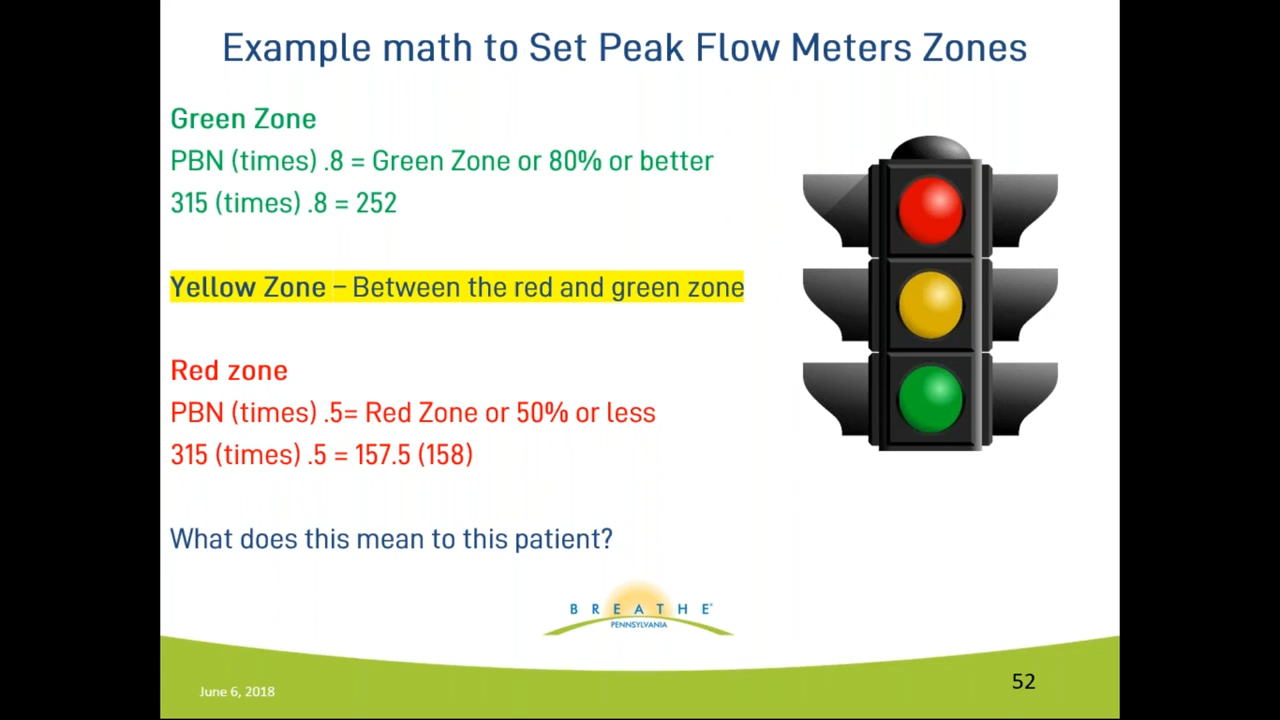 Example math to Set Peak Flow Meters Zones
Green Zone
PBN (times) .8 = Green Zone or 80% or better
315 (times) .8 = 252
Yellow Zone – Between the red and green zone
Red zone
PBN (times) .5= Red Zone or 50% or less
315 (times) .5 = 157.5 (158)
What does this mean to this patient?
BREATHE
PENNSYLVANIA
June 6, 2018
52